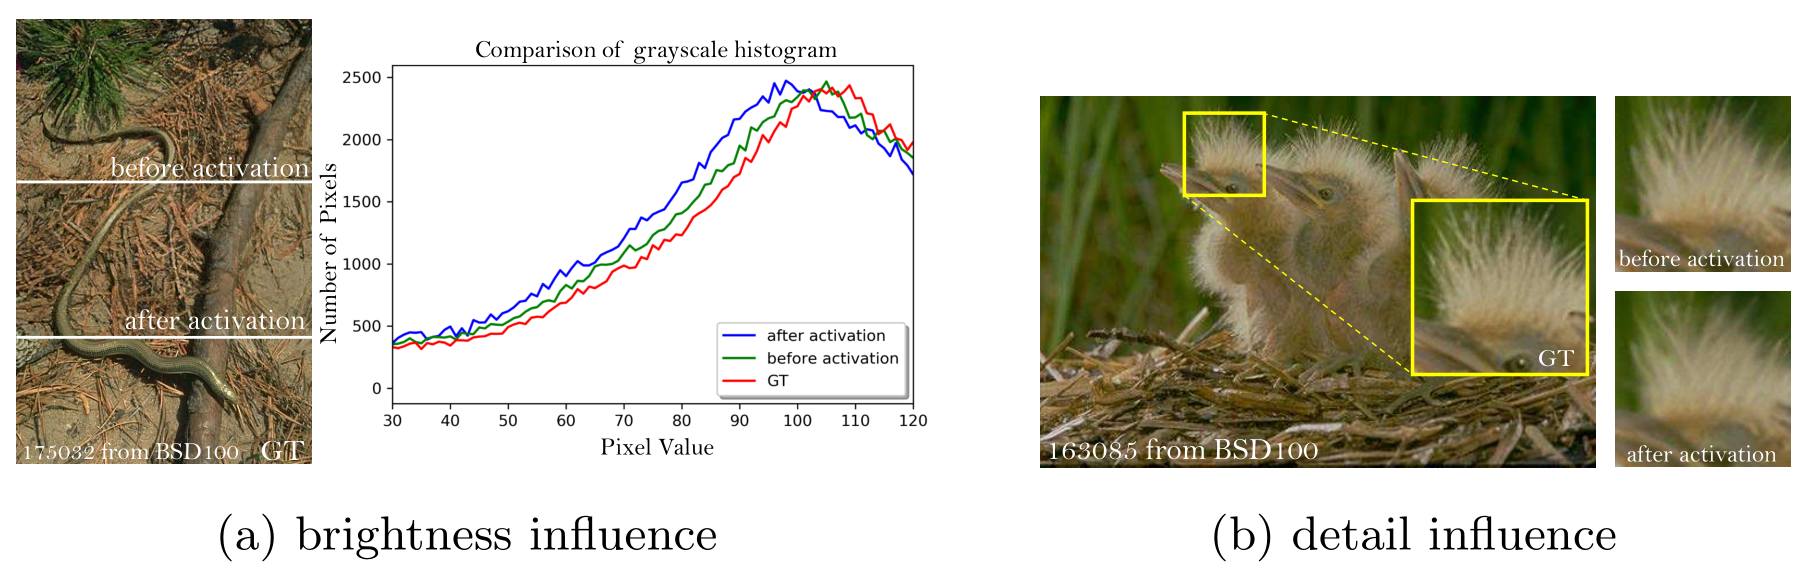 before activation
after activation
175032 from BSD100 GT
Comparison of grayscale histogram
Number of Pixels
2500
2000
1500
1000
500
0
30 40 50 60 70 80 90 100 110 120
Pixel Value
after activation
before activation
GT
(a) brightness influence
163085 from BSD100
GT
before activation
after activation
(b) detail influence